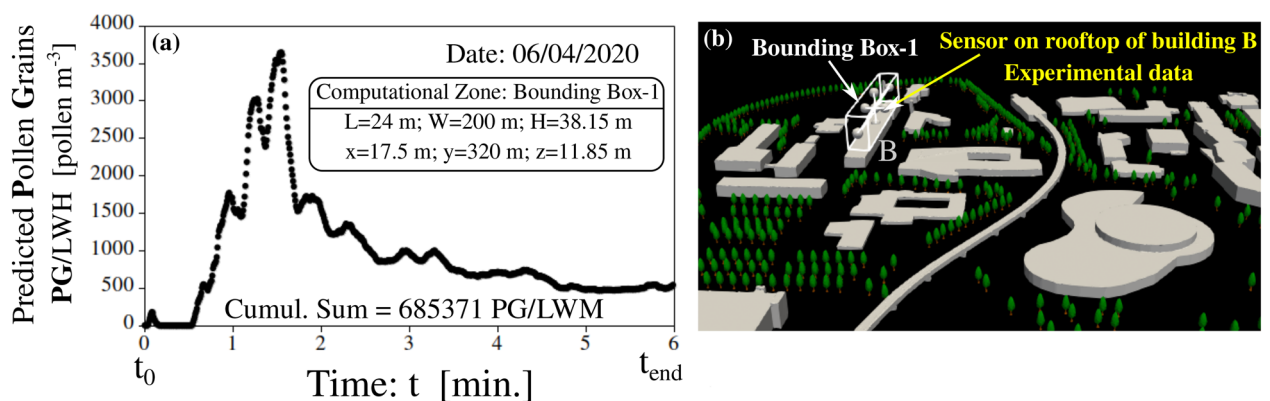 (a)
Date: 06/04/2020
Computational Zone: Bounding Box-1
L=24 m; W=200 m; H=38.15 m
x=17.5 m; y=320 m; z=11.85 m
Cumul. Sum = 685371 PG/LWM
Predicted Pollen Grains
PG/LWH [pollen m-3]
4000
3500
3000
2500
2000
1500
1000
500
0
0 1 2 3 4 5 6
t0 tend
Time: t [min.]
(b)
Bounding Box-1
Sensor on rooftop of building B
Experimental data
B